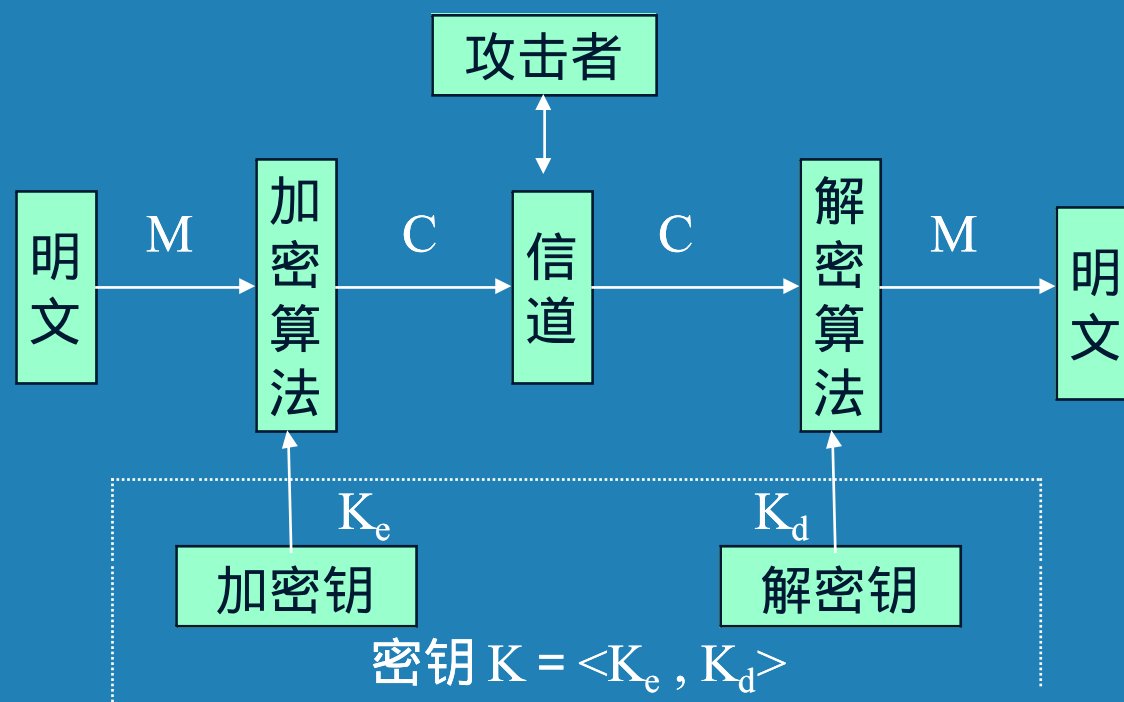 攻击者
明文
M
加密算法
C
信道
C
解密算法
M
明文
Ke
Kd
加密钥
解密钥
密钥 K = <Ke , Kd>